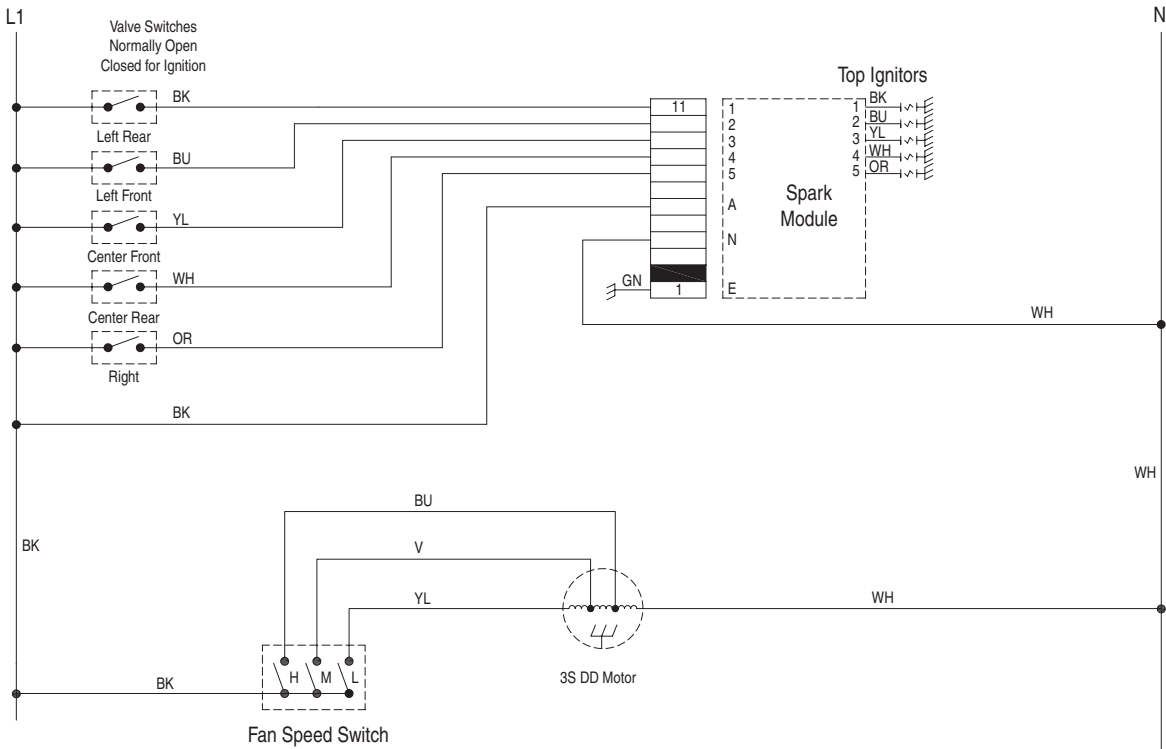 L1
N
Valve Switches
Normally Open
Closed for Ignition
BK
Left Rear
BU
Left Front
YL
Center Front
WH
Center Rear
OR
Right
BK
11
1
2
3
4
5
A
N
E
GN
1
Spark
Module
Top Ignitors
1 BK
2 BU
3 YL
4 WH
5 OR
WH
WH
BK
BU
V
YL
WH
3S DD Motor
H M L
BK
Fan Speed Switch